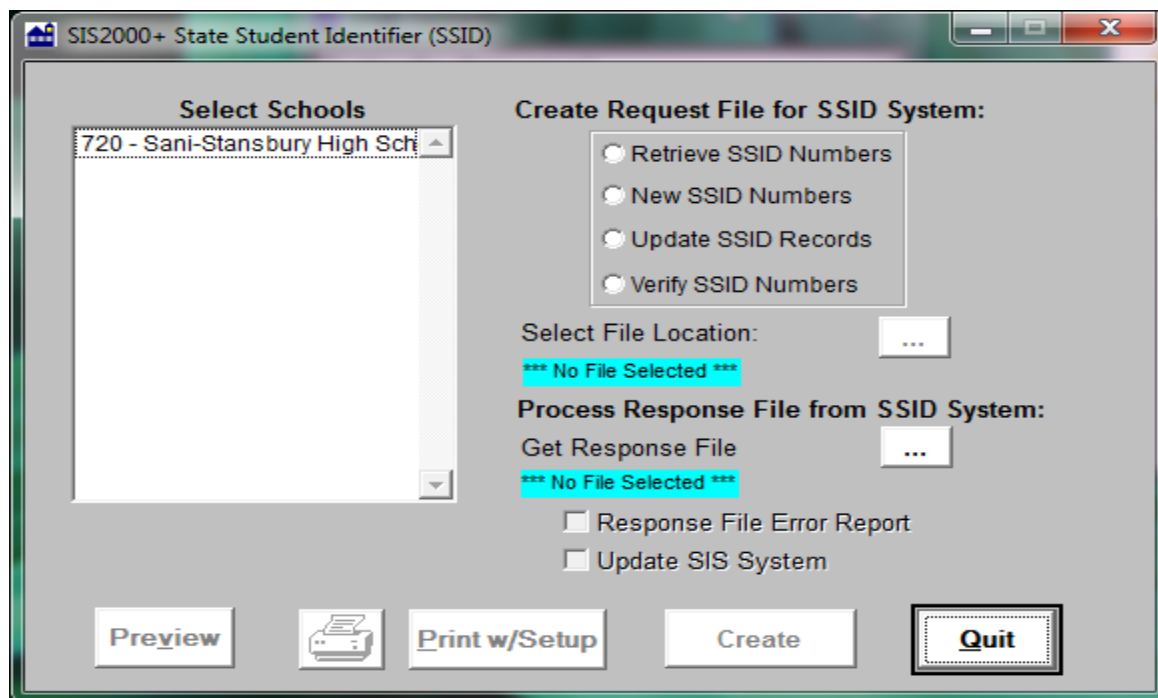 SIS2000+ State Student Identifier (SSID)
Select Schools
720 - Sani-Stansbury High Sch
Create Request File for SSID System:
Retrieve SSID Numbers
New SSID Numbers
Update SSID Records
Verify SSID Numbers
Select File Location:
...
*** No File Selected ***
Process Response File from SSID System:
Get Response File
...
*** No File Selected ***
Response File Error Report
Update SIS System
Preview
Print w/Setup
Create
Quit